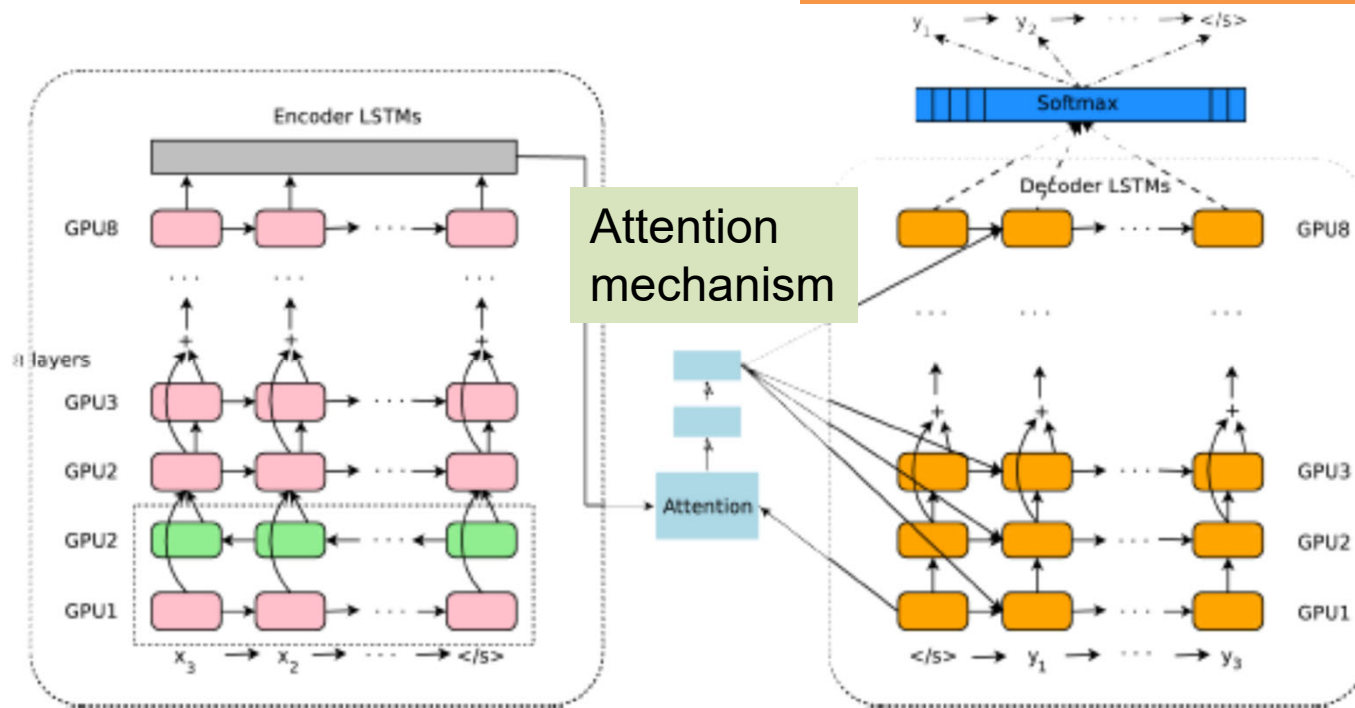 y1 → y2 → ··· → </s>
Softmax
Encoder LSTMs
Decoder LSTMs
GPU8
Attention
mechanism
GPU8
8 layers
GPU3
GPU3
GPU2
Attention
GPU2
GPU2
GPU1
GPU1
x3 → x2 → ··· → </s>
</s> → y1 → ··· → y3